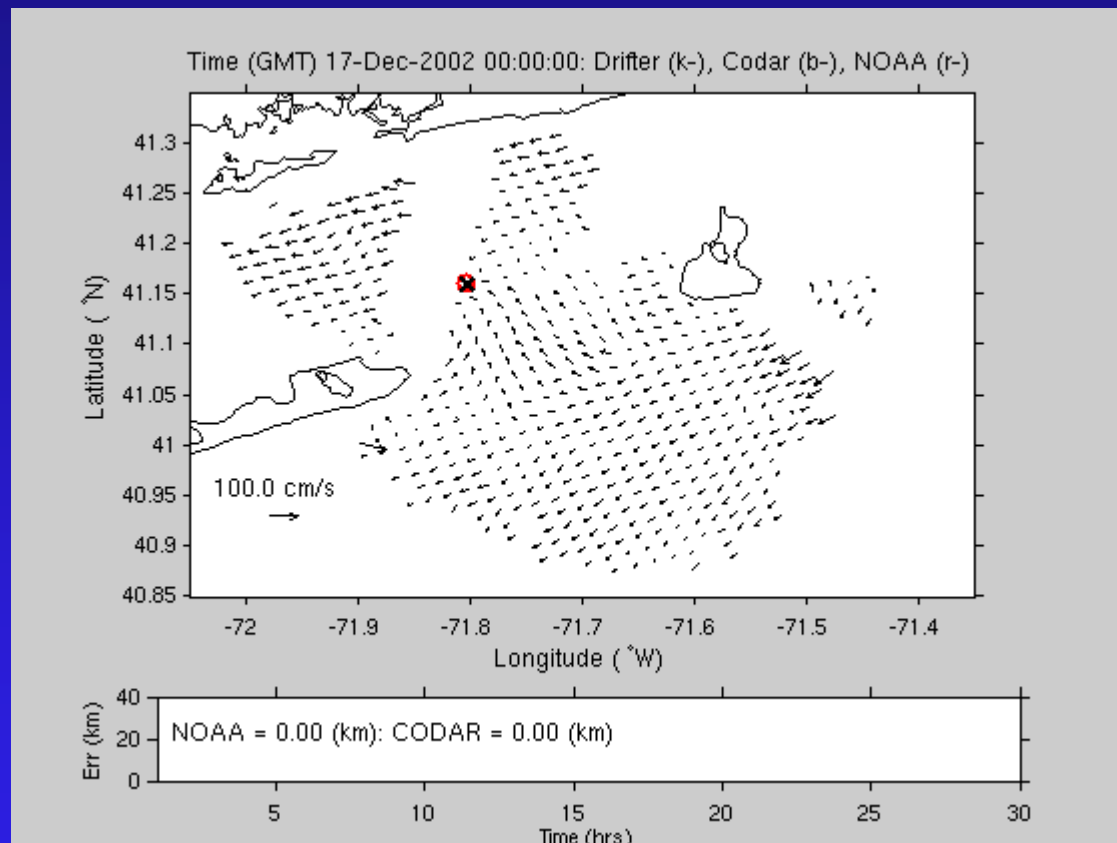 Time (GMT) 17-Dec-2002 00:00:00: Drifter (k-), Codar (b-), NOAA (r-)
41.3
41.25
41.2
41.15
41.1
41.05
41
40.95
40.9
40.85
Latitude ( °N)
100.0 cm/s
-72 -71.9 -71.8 -71.7 -71.6 -71.5 -71.4
Longitude ( °W)
40
20
0
Err (km)
NOAA = 0.00 (km): CODAR = 0.00 (km)
5 10 15 20 25 30
Time (hrs)